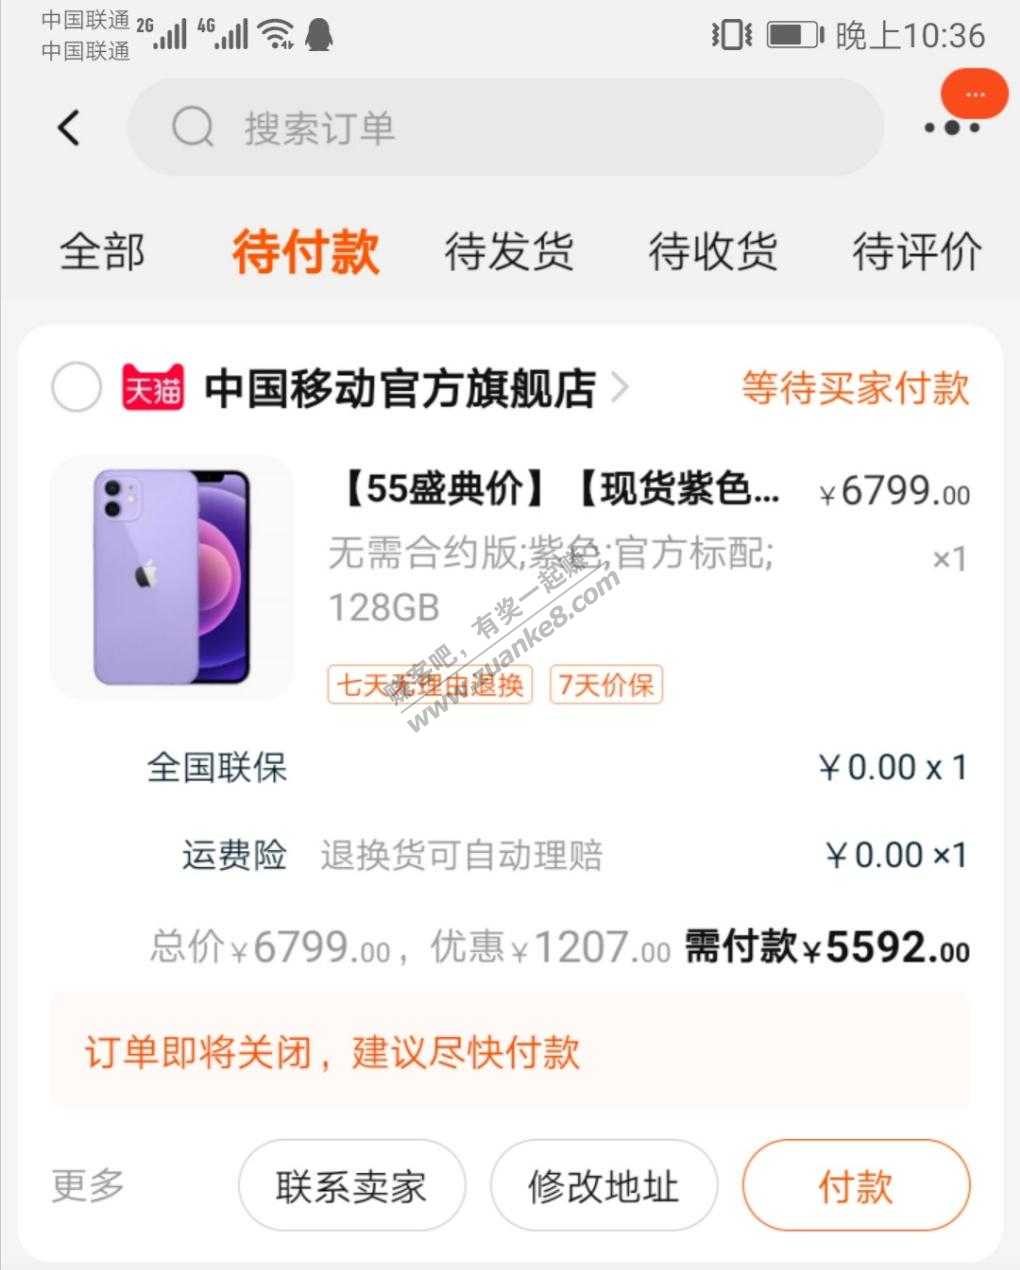 中国联通 2G 4G
中国联通
晚上10:36
搜索订单
全部 待付款 待发货 待收货 待评价
天猫 中国移动官方旗舰店 等待买家付款
【55盛典价】【现货紫色... ¥6799.00
无需合约版;紫色;官方标配; ×1
128GB
七天无理由退换 7天价保
赚客吧，有奖一起赚！
www.zuanke8.com
全国联保 ¥0.00 x 1
运费险 退换货可自动理赔 ¥0.00 ×1
总价¥6799.00，优惠¥1207.00 需付款¥5592.00
订单即将关闭，建议尽快付款
更多 联系卖家 修改地址 付款